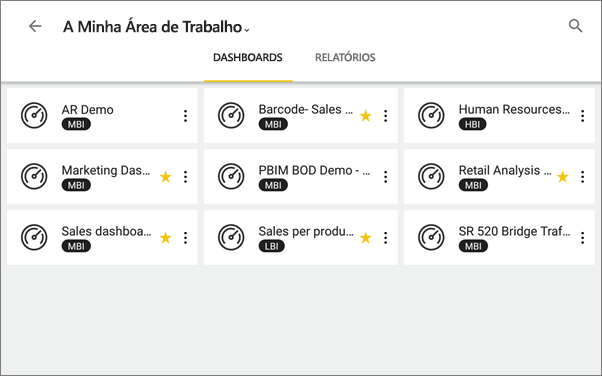 A Minha Área de Trabalho
DASHBOARDS RELATÓRIOS
AR Demo
MBI
Barcode- Sales ...
MBI
Human Resources...
HBI
Marketing Das...
MBI
PBIM BOD Demo - ...
MBI
Retail Analysis ...
MBI
Sales dashboa...
MBI
Sales per produ...
LBI
SR 520 Bridge Traf...
MBI